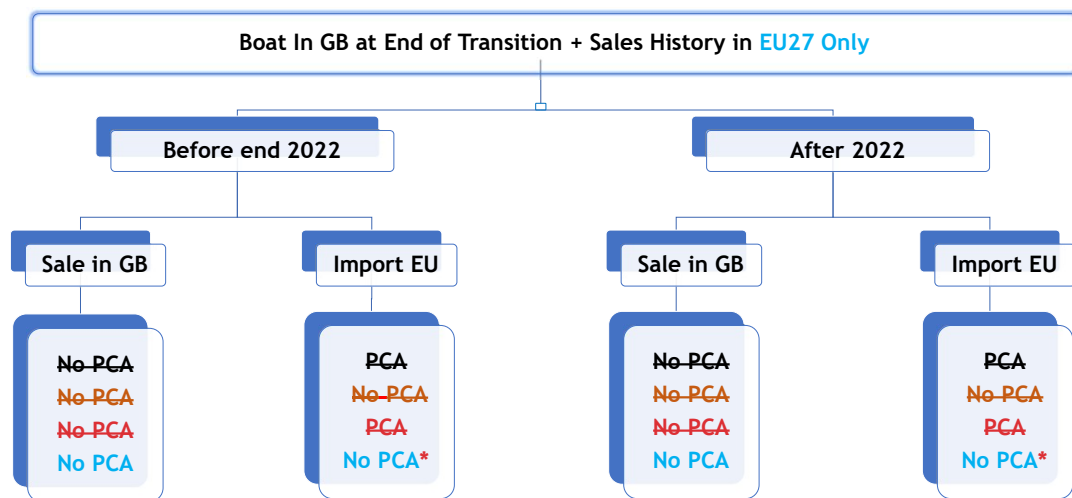 Boat In GB at End of Transition + Sales History in EU27 Only
Before end 2022
After 2022
Sale in GB
Import EU
Sale in GB
Import EU
No PCA
No PCA
No PCA
No PCA
PCA
No PCA
PCA
No PCA*
No PCA
No PCA
No PCA
No PCA
PCA
No PCA
PCA
No PCA*